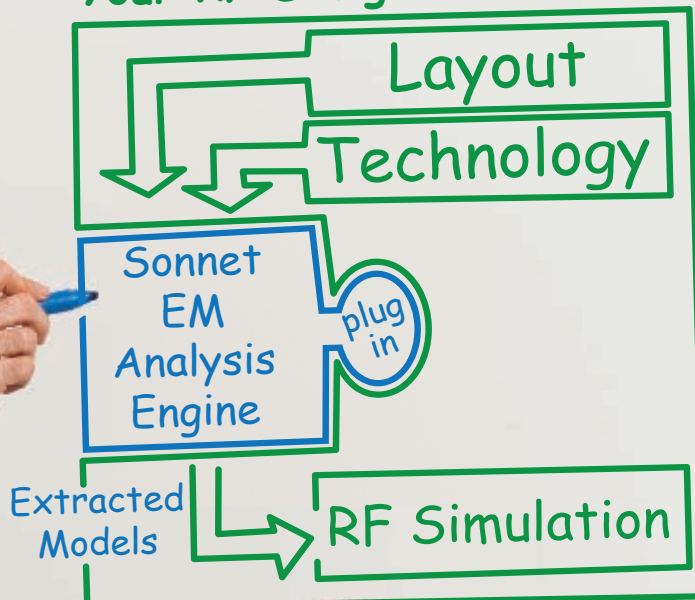 Layout
Technology
Sonnet
EM
Analysis
Engine
plug
in
Extracted
Models
RF Simulation